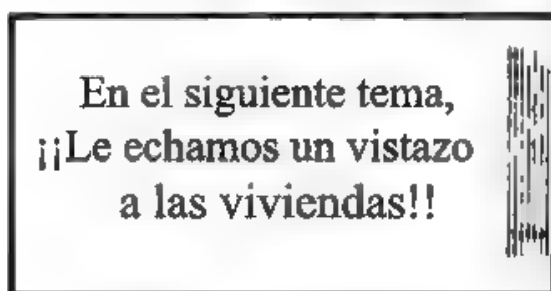 En el siguiente tema,
¡¡Le echamos un vistazo
a las viviendas!!